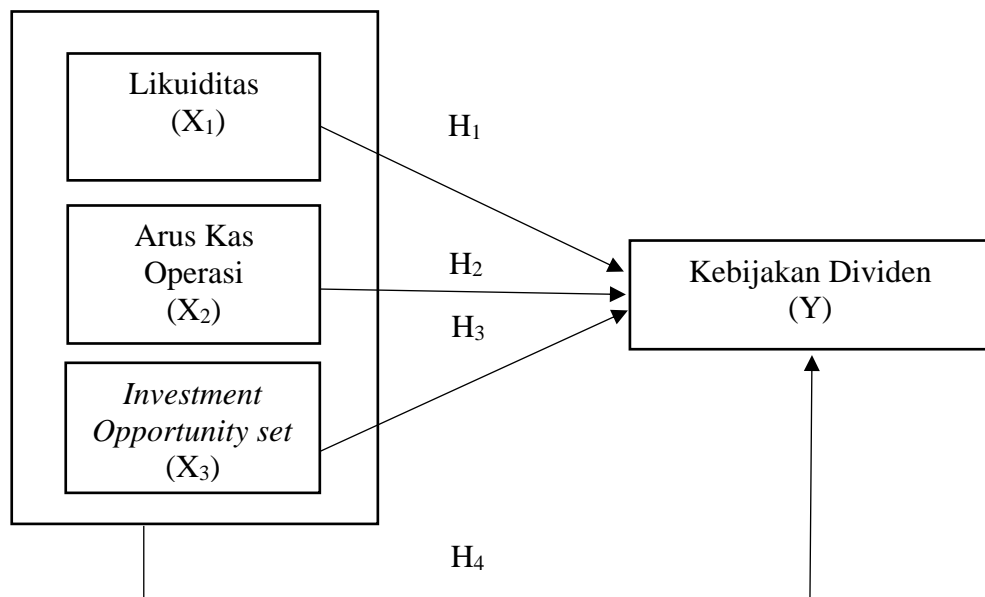 Likuiditas
(X₁)
H₁
Arus Kas
Operasi
(X₂)
H₂
H₃
Kebijakan Dividen
(Y)
Investment
Opportunity set
(X₃)
H₄